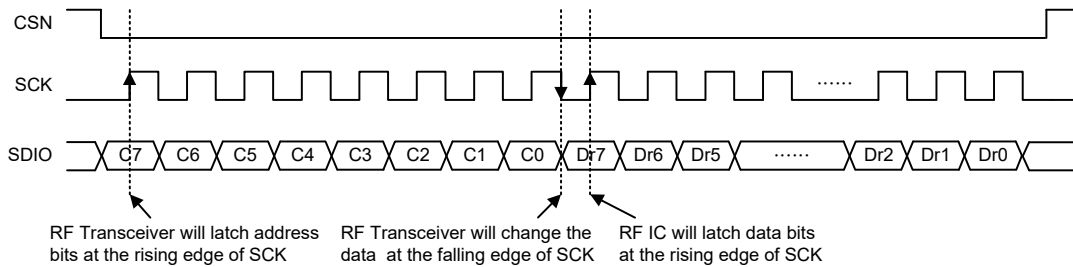 CSN
SCK
······
SDIO
C7 C6 C5 C4 C3 C2 C1 C0 Dr7 Dr6 Dr5 ······ Dr2 Dr1 Dr0
RF Transceiver will latch address
bits at the rising edge of SCK
RF Transceiver will change the
data at the falling edge of SCK
RF IC will latch data bits
at the rising edge of SCK